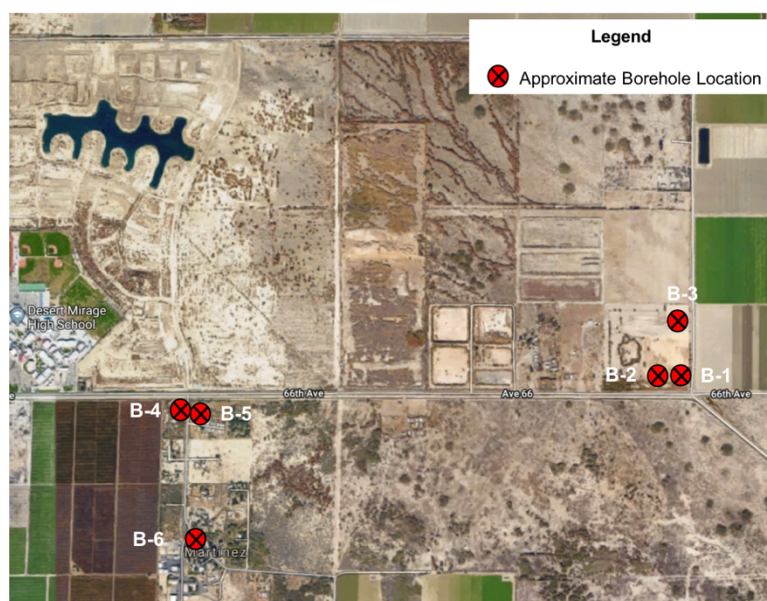 Legend
Approximate Borehole Location
Desert Mirage
High School
B-3
B-2
B-1
e
66th Ave
Ave 66
66th Ave
B-4
B-5
B-6
Martinez